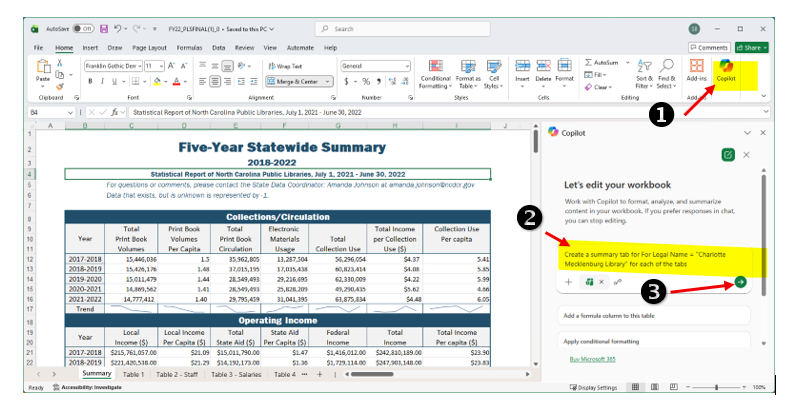 AutoSave Off FY22_PLSFINAL(1)_0 • Saved to this PC Search
File Home Insert Draw Page Layout Formulas Data Review View Automate Help Comments Share
Paste
Franklin Gothic Dem 11
B I U
Wrap Text
Merge & Center
General
$ %
Conditional Formatting
Format as Table
Cell Styles
Insert Delete Format
AutoSum
Fill
Clear
Sort & Filter
Find & Select
Add-ins
Copilot
Clipboard Font Alignment Number Styles Cells Editing Add-ins
1
B4 fx Statistical Report of North Carolina Public Libraries, July 1, 2021 - June 30, 2022
A B C D E F G H I J
Five-Year Statewide Summary
2018-2022
Statistical Report of North Carolina Public Libraries, July 1, 2021 - June 30, 2022
For questions or comments, please contact the State Data Coordinator, Amanda Johnson at amanda.johnson@ncdcr.gov
Data that exists, but is unknown is represented by -1.
Collections/Circulation
Year
Total Print Book Volumes
Print Book Volumes Per Capita
Total Print Book Circulation
Electronic Materials Usage
Total Collection Use
Total Income per Collection Use ($)
Collection Use Per capita
2017-2018 15,446,036 1.5 35,962,805 13,287,504 56,296,054 $4.37 5.41
2018-2019 15,426,176 1.48 37,015,195 17,035,438 60,823,414 $4.08 5.85
2019-2020 15,011,479 1.44 28,549,493 29,216,695 62,330,009 $4.22 5.99
2020-2021 14,869,562 1.41 28,549,493 25,826,209 49,290,435 $5.62 4.66
2021-2022 14,777,412 1.40 29,795,459 31,041,395 63,875,834 $4.48 6.05
Trend
Operating Income
Year
Local Income ($)
Local Income Per Capita ($)
Total State Aid ($)
State Aid Per Capita ($)
Federal Income
Total Income
Total Income Per capita ($)
2017-2018 $215,761,057.00 $21.09 $15,011,790.00 $1.47 $1,416,012.00 $242,810,189.00 $23.90
2018-2019 $221,420,538.00 $21.29 $14,192,173.00 $1.36 $1,729,114.00 $247,903,148.00 $23.83
Summary Table 1 Table 2 - Staff Table 3 - Salaries Table 4
Ready Accessibility: Investigate Display Settings 100%
Copilot
Let's edit your workbook
Work with Copilot to format, analyze, and summarize
content in your workbook. If you prefer responses in chat,
you can stop editing.
2
Create a summary tab for For Legal Name = "Charlotte
Mecklenburg Library" for each of the tabs
3
Add a formula column to this table
Apply conditional formatting
Buy Microsoft 365